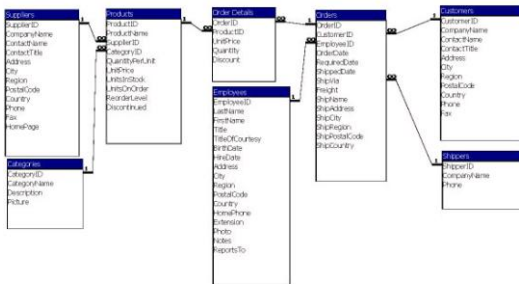 Suppliers
SupplierID
CompanyName
ContactName
ContactTitle
Address
City
Region
PostalCode
Country
Phone
Fax
HomePage
Categories
CategoryID
CategoryName
Description
Picture
Products
ProductID
ProductName
SupplierID
CategoryID
QuantityPerUnit
UnitPrice
UnitsInStock
UnitsOnOrder
ReorderLevel
Discontinued
Order Details
OrderID
ProductID
UnitPrice
Quantity
Discount
Employees
EmployeeID
LastName
FirstName
Title
TitleOfCourtesy
BirthDate
HireDate
Address
City
Region
PostalCode
Country
HomePhone
Extension
Photo
Notes
ReportsTo
Orders
OrderID
CustomerID
EmployeeID
OrderDate
RequiredDate
ShippedDate
ShipVia
Freight
ShipName
ShipAddress
ShipCity
ShipRegion
ShipPostalCode
ShipCountry
Customers
CustomerID
CompanyName
ContactName
ContactTitle
Address
City
Region
PostalCode
Country
Phone
Fax
Shippers
ShipperID
CompanyName
Phone